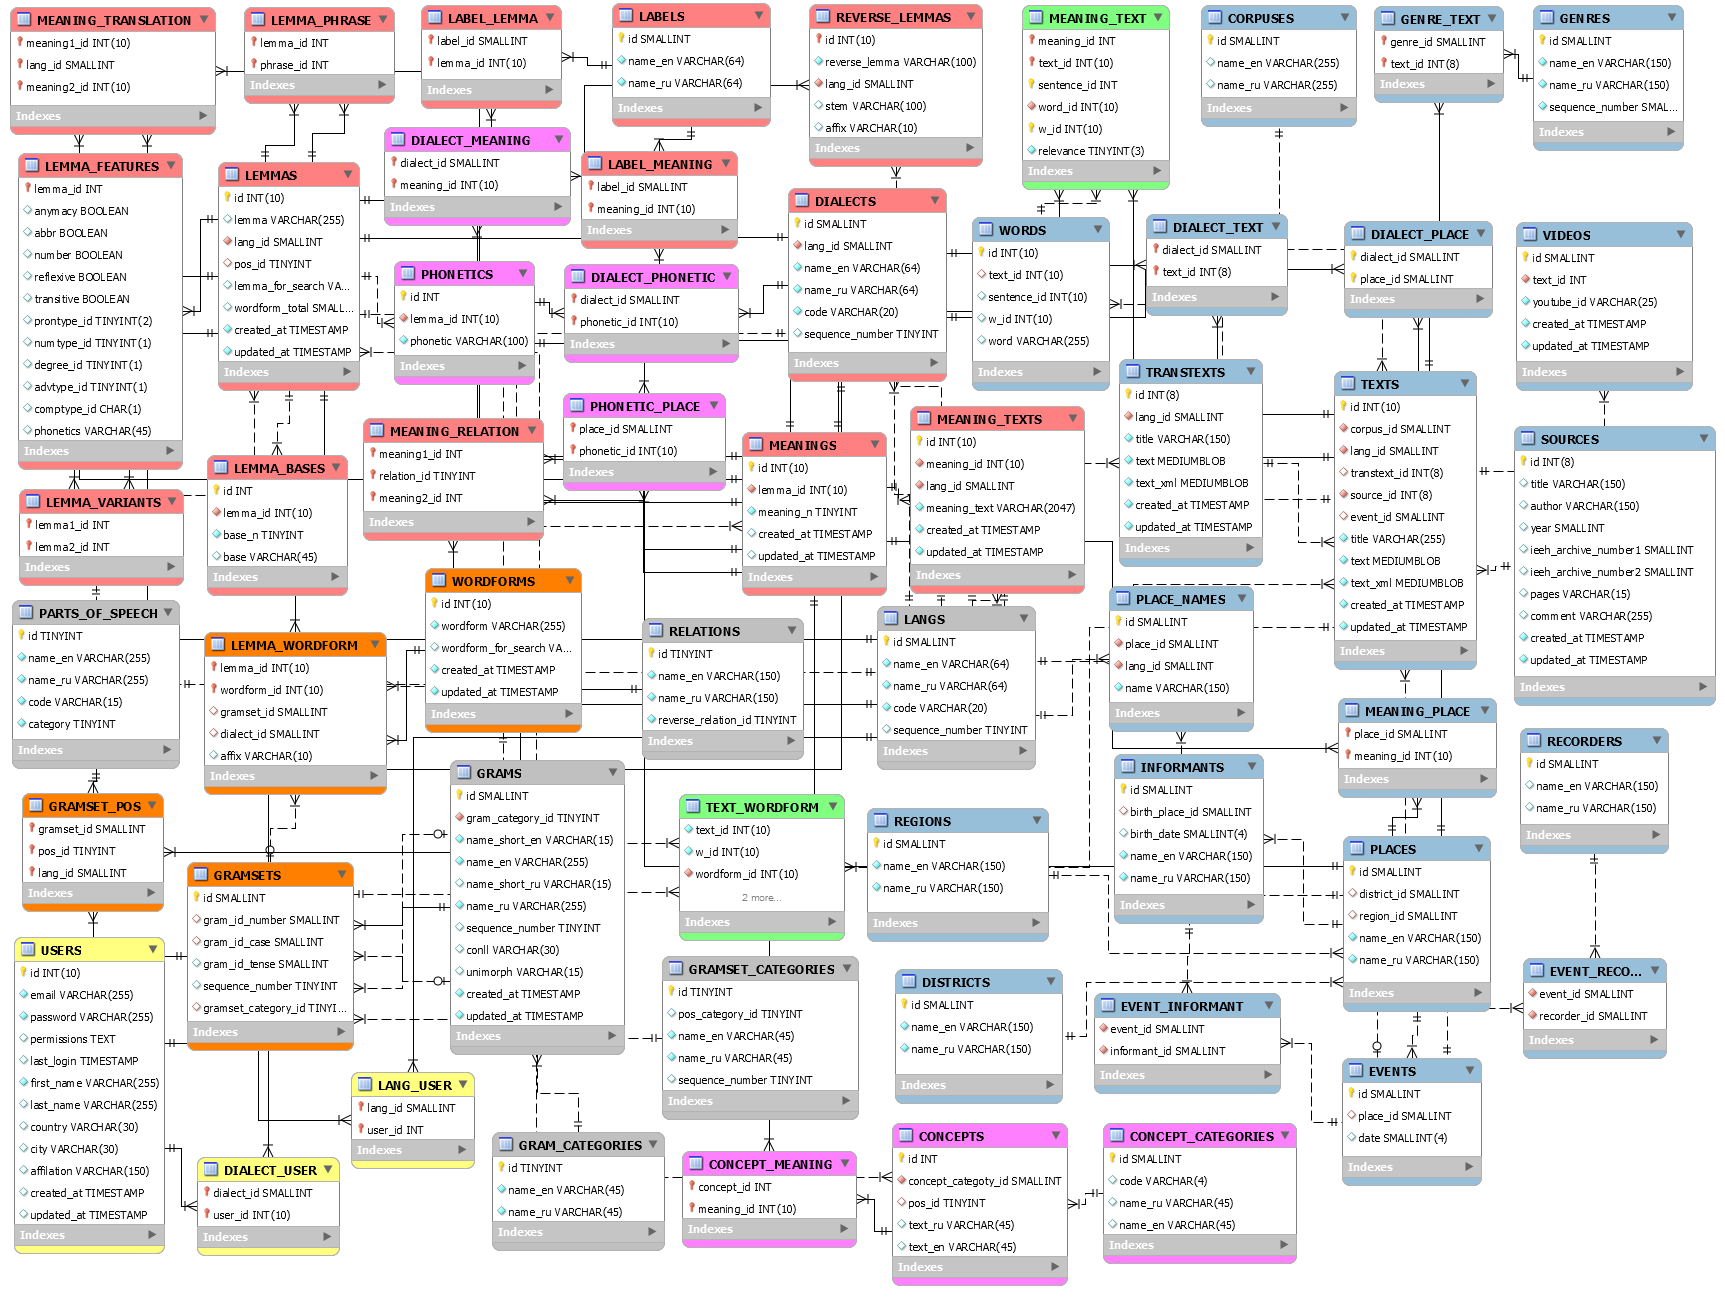 MEANING_TRANSLATION
meaning1_id INT(10)
lang_id SMALLINT
meaning2_id INT(10)
Indexes
LEMMA_PHRASE
lemma_id INT
phrase_id INT
Indexes
LABEL_LEMMA
label_id SMALLINT
lemma_id INT(10)
Indexes
LABELS
id SMALLINT
name_en VARCHAR(64)
name_ru VARCHAR(64)
Indexes
REVERSE_LEMMAS
id INT(10)
reverse_lemma VARCHAR(100)
lang_id SMALLINT
stem VARCHAR(100)
affix VARCHAR(10)
Indexes
MEANING_TEXT
meaning_id INT
text_id INT(10)
sentence_id INT
word_id INT(10)
w_id INT(10)
relevance TINYINT(3)
Indexes
CORPUSES
id SMALLINT
name_en VARCHAR(255)
name_ru VARCHAR(255)
Indexes
GENRE_TEXT
genre_id SMALLINT
text_id INT(8)
Indexes
GENRES
id SMALLINT
name_en VARCHAR(150)
name_ru VARCHAR(150)
sequence_number SMAL...
Indexes
LEMMA_FEATURES
lemma_id INT
anymacy BOOLEAN
abbr BOOLEAN
number BOOLEAN
reflexive BOOLEAN
transitive BOOLEAN
prontype_id TINYINT(2)
numtype_id TINYINT(1)
degree_id TINYINT(1)
advtype_id TINYINT(1)
comptype_id CHAR(1)
phonetics VARCHAR(45)
Indexes
LEMMAS
id INT(10)
lemma VARCHAR(255)
lang_id SMALLINT
pos_id TINYINT
lemma_for_search VA...
wordform_total SMALL...
created_at TIMESTAMP
updated_at TIMESTAMP
Indexes
DIALECT_MEANING
dialect_id SMALLINT
meaning_id INT(10)
Indexes
LABEL_MEANING
label_id SMALLINT
meaning_id INT(10)
Indexes
DIALECTS
id SMALLINT
lang_id SMALLINT
name_en VARCHAR(64)
name_ru VARCHAR(64)
code VARCHAR(20)
sequence_number TINYINT
Indexes
WORDS
id INT(10)
text_id INT(10)
sentence_id INT(10)
w_id INT(10)
word VARCHAR(255)
Indexes
DIALECT_TEXT
dialect_id SMALLINT
text_id INT(8)
Indexes
DIALECT_PLACE
dialect_id SMALLINT
place_id SMALLINT
Indexes
VIDEOS
id SMALLINT
text_id INT
youtube_id VARCHAR(25)
created_at TIMESTAMP
updated_at TIMESTAMP
Indexes
PHONETICS
id INT
lemma_id INT(10)
phonetic VARCHAR(100)
Indexes
DIALECT_PHONETIC
dialect_id SMALLINT
phonetic_id INT(10)
Indexes
PHONETIC_PLACE
place_id SMALLINT
phonetic_id INT(10)
Indexes
TRANSTEXTS
id INT(8)
lang_id SMALLINT
title VARCHAR(150)
text MEDIUMBLOB
text_xml MEDIUMBLOB
created_at TIMESTAMP
updated_at TIMESTAMP
Indexes
TEXTS
id INT(10)
corpus_id SMALLINT
lang_id SMALLINT
transtext_id INT(8)
source_id INT(8)
event_id SMALLINT
title VARCHAR(255)
text MEDIUMBLOB
text_xml MEDIUMBLOB
created_at TIMESTAMP
updated_at TIMESTAMP
Indexes
SOURCES
id INT(8)
title VARCHAR(150)
author VARCHAR(150)
year SMALLINT
ieeh_archive_number1 SMALLINT
ieeh_archive_number2 SMALLINT
pages VARCHAR(15)
comment VARCHAR(255)
created_at TIMESTAMP
updated_at TIMESTAMP
Indexes
LEMMA_VARIANTS
lemma1_id INT
lemma2_id INT
Indexes
LEMMA_BASES
id INT
lemma_id INT(10)
base_n TINYINT
base VARCHAR(45)
Indexes
MEANING_RELATION
meaning1_id INT
relation_id TINYINT
meaning2_id INT
Indexes
MEANINGS
id INT(10)
lemma_id INT(10)
meaning_n TINYINT
created_at TIMESTAMP
updated_at TIMESTAMP
Indexes
MEANING_TEXTS
id INT(10)
meaning_id INT(10)
lang_id SMALLINT
meaning_text VARCHAR(2047)
created_at TIMESTAMP
updated_at TIMESTAMP
Indexes
PARTS_OF_SPEECH
id TINYINT
name_en VARCHAR(255)
name_ru VARCHAR(255)
code VARCHAR(15)
category TINYINT
Indexes
LEMMA_WORDFORM
lemma_id INT(10)
wordform_id INT(10)
gramset_id SMALLINT
dialect_id SMALLINT
affix VARCHAR(10)
Indexes
WORDFORMS
id INT(10)
wordform VARCHAR(255)
wordform_for_search VA...
created_at TIMESTAMP
updated_at TIMESTAMP
Indexes
RELATIONS
id TINYINT
name_en VARCHAR(150)
name_ru VARCHAR(150)
reverse_relation_id TINYINT
Indexes
LANGS
id SMALLINT
name_en VARCHAR(64)
name_ru VARCHAR(64)
code VARCHAR(20)
sequence_number TINYINT
Indexes
PLACE_NAMES
id SMALLINT
place_id SMALLINT
lang_id SMALLINT
name VARCHAR(150)
Indexes
MEANING_PLACE
place_id SMALLINT
meaning_id INT(10)
Indexes
RECORDERS
id SMALLINT
name_en VARCHAR(150)
name_ru VARCHAR(150)
Indexes
GRAMSET_POS
gramset_id SMALLINT
pos_id TINYINT
lang_id SMALLINT
Indexes
GRAMSETS
id SMALLINT
gram_id_number SMALLINT
gram_id_case SMALLINT
gram_id_tense SMALLINT
sequence_number TINYINT
gramset_category_id TINYI...
Indexes
GRAMS
id SMALLINT
gram_category_id TINYINT
name_short_en VARCHAR(15)
name_en VARCHAR(255)
name_short_ru VARCHAR(15)
name_ru VARCHAR(255)
sequence_number TINYINT
conll VARCHAR(30)
unimorph VARCHAR(15)
created_at TIMESTAMP
updated_at TIMESTAMP
Indexes
TEXT_WORDFORM
text_id INT(10)
w_id INT(10)
wordform_id INT(10)
2 more...
Indexes
REGIONS
id SMALLINT
name_en VARCHAR(150)
name_ru VARCHAR(150)
Indexes
INFORMANTS
id SMALLINT
birth_place_id SMALLINT
birth_date SMALLINT(4)
name_en VARCHAR(150)
name_ru VARCHAR(150)
Indexes
PLACES
id SMALLINT
district_id SMALLINT
region_id SMALLINT
name_en VARCHAR(150)
name_ru VARCHAR(150)
Indexes
USERS
id INT(10)
email VARCHAR(255)
password VARCHAR(255)
permissions TEXT
last_login TIMESTAMP
first_name VARCHAR(255)
last_name VARCHAR(255)
country VARCHAR(30)
city VARCHAR(30)
affilation VARCHAR(150)
created_at TIMESTAMP
updated_at TIMESTAMP
Indexes
LANG_USER
lang_id SMALLINT
user_id INT
Indexes
DIALECT_USER
dialect_id SMALLINT
user_id INT(10)
Indexes
GRAMSET_CATEGORIES
id TINYINT
pos_category_id TINYINT
name_en VARCHAR(45)
name_ru VARCHAR(45)
sequence_number TINYINT
Indexes
DISTRICTS
id SMALLINT
name_en VARCHAR(150)
name_ru VARCHAR(150)
Indexes
EVENT_INFORMANT
event_id SMALLINT
informant_id SMALLINT
Indexes
EVENT_RECO...
event_id SMALLINT
recorder_id SMALLINT
Indexes
EVENTS
id SMALLINT
place_id SMALLINT
date SMALLINT(4)
Indexes
GRAM_CATEGORIES
id TINYINT
name_en VARCHAR(45)
name_ru VARCHAR(45)
Indexes
CONCEPT_MEANING
concept_id INT
meaning_id INT(10)
Indexes
CONCEPTS
id INT
concept_categoty_id SMALLINT
pos_id TINYINT
text_ru VARCHAR(45)
text_en VARCHAR(45)
Indexes
CONCEPT_CATEGORIES
id SMALLINT
code VARCHAR(4)
name_ru VARCHAR(45)
name_en VARCHAR(45)
Indexes